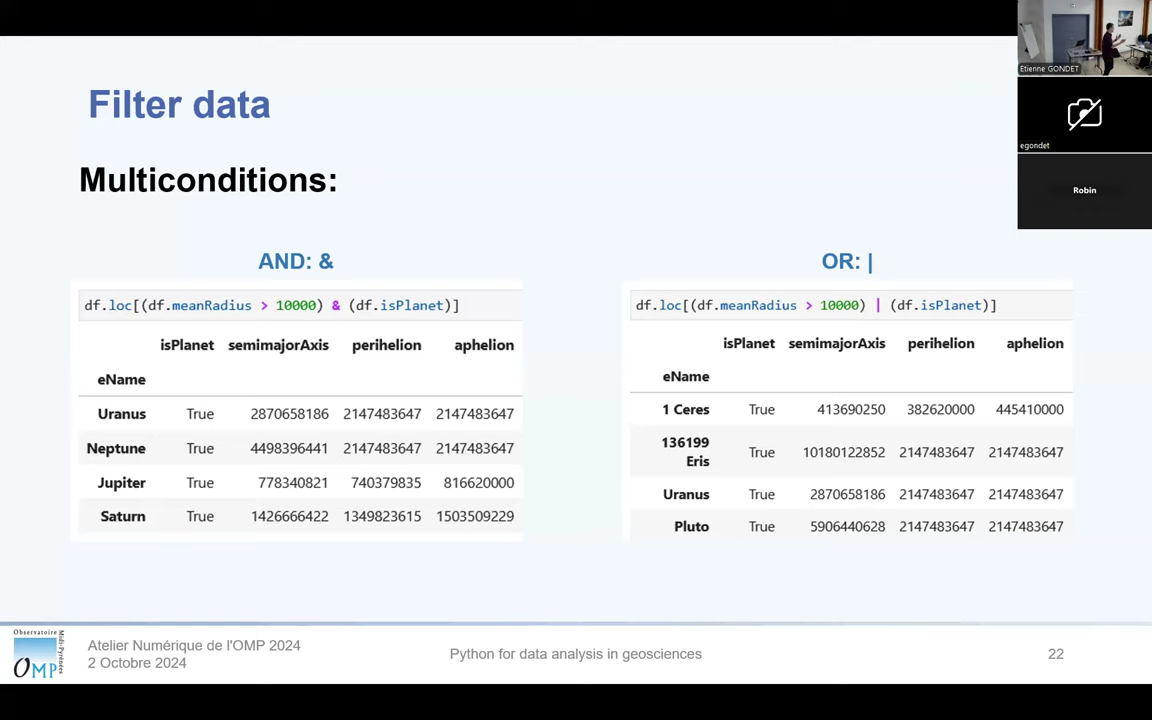 Etienne GONDET
egondet
Robin
Filter data
Multiconditions:
AND: &
df.loc[(df.meanRadius > 10000) & (df.isPlanet)]
isPlanet semimajorAxis perihelion aphelion
eName
Uranus True 2870658186 2147483647 2147483647
Neptune True 4498396441 2147483647 2147483647
Jupiter True 778340821 740379835 816620000
Saturn True 1426666422 1349823615 1503509229
OR: |
df.loc[(df.meanRadius > 10000) | (df.isPlanet)]
isPlanet semimajorAxis perihelion aphelion
eName
1 Ceres True 413690250 382620000 445410000
136199
Eris True 10180122852 2147483647 2147483647
Uranus True 2870658186 2147483647 2147483647
Pluto True 5906440628 2147483647 2147483647
Observatoire
Midi-Pyrénées
OMP
Atelier Numérique de l'OMP 2024
2 Octobre 2024
Python for data analysis in geosciences
22